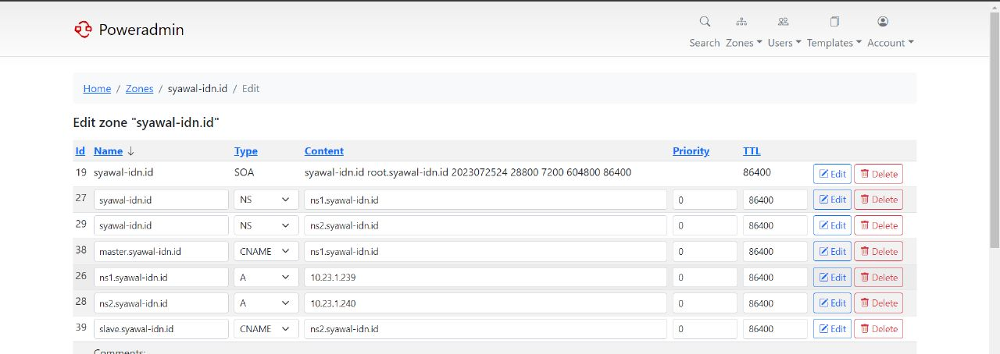 Poweradmin
Search Zones Users Templates Account
Home / Zones / syawal-idn.id / Edit
Edit zone "syawal-idn.id"
Id Name ↓ Type Content Priority TTL
19 syawal-idn.id SOA syawal-idn.id root.syawal-idn.id 2023072524 28800 7200 604800 86400 86400 Edit Delete
27 syawal-idn.id NS ns1.syawal-idn.id 0 86400 Edit Delete
29 syawal-idn.id NS ns2.syawal-idn.id 0 86400 Edit Delete
38 master.syawal-idn.id CNAME ns1.syawal-idn.id 0 86400 Edit Delete
26 ns1.syawal-idn.id A 10.23.1.239 0 86400 Edit Delete
28 ns2.syawal-idn.id A 10.23.1.240 0 86400 Edit Delete
39 slave.syawal-idn.id CNAME ns2.syawal-idn.id 0 86400 Edit Delete
Comments: